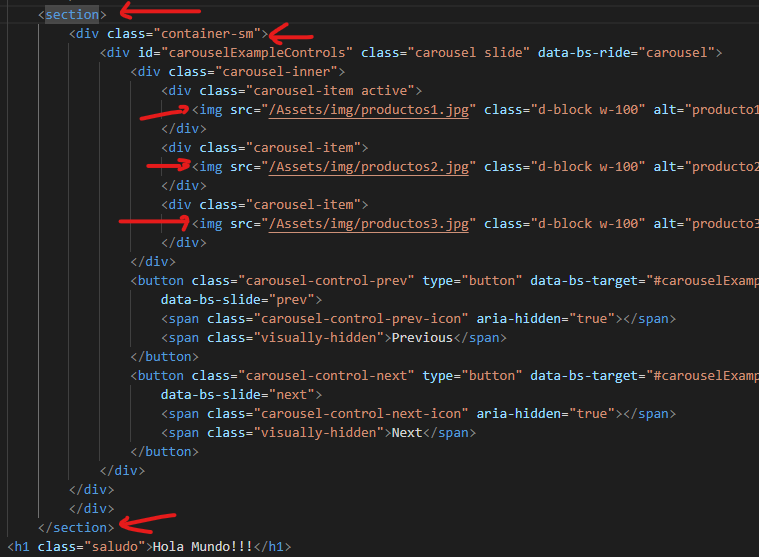 <section>
<div class="container-sm">
<div id="carouselExampleControls" class="carousel slide" data-bs-ride="carousel">
<div class="carousel-inner">
<div class="carousel-item active">
<img src="/Assets/img/productos1.jpg" class="d-block w-100" alt="producto1
</div>
<div class="carousel-item">
<img src="/Assets/img/productos2.jpg" class="d-block w-100" alt="producto2
</div>
<div class="carousel-item">
<img src="/Assets/img/productos3.jpg" class="d-block w-100" alt="producto3
</div>
</div>
<button class="carousel-control-prev" type="button" data-bs-target="#carouselExamp
data-bs-slide="prev">
<span class="carousel-control-prev-icon" aria-hidden="true"></span>
<span class="visually-hidden">Previous</span>
</button>
<button class="carousel-control-next" type="button" data-bs-target="#carouselExamp
data-bs-slide="next">
<span class="carousel-control-next-icon" aria-hidden="true"></span>
<span class="visually-hidden">Next</span>
</button>
</div>
</div>
</div>
</section>
<h1 class="saludo">Hola Mundo!!!</h1>